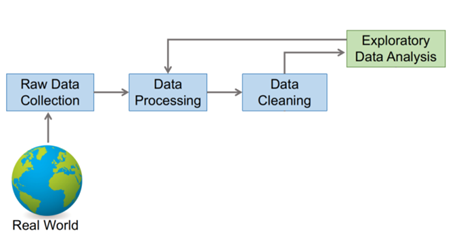 Exploratory
Data Analysis
Raw Data
Collection
Data
Processing
Data
Cleaning
Real World